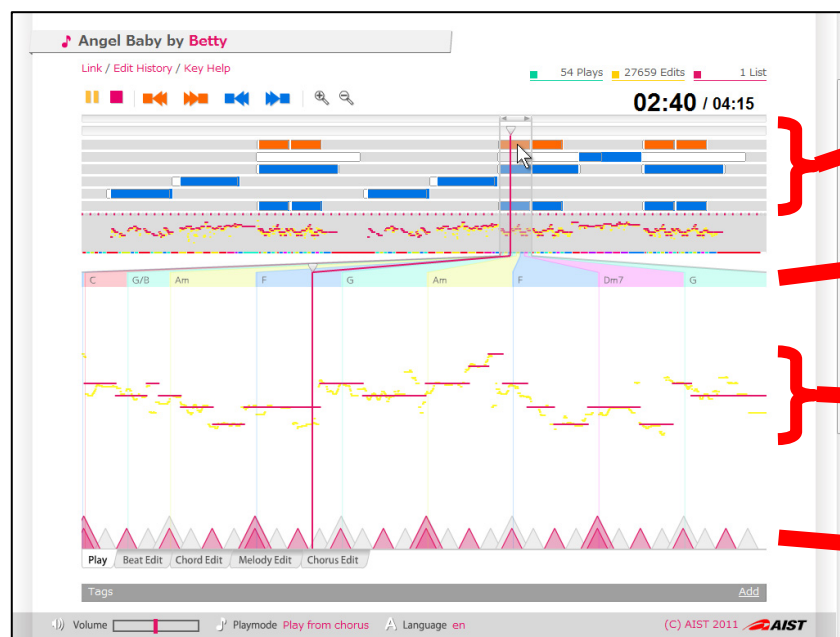 Angel Baby by Betty
Link / Edit History / Key Help
54 Plays 27659 Edits 1 List
02:40 / 04:15
C G/B Am F G Am F Dm7 G
Play Beat Edit Chord Edit Melody Edit Chorus Edit
Tags Add
Volume Playmode Play from chorus Language en (C) AIST 2011 AIST